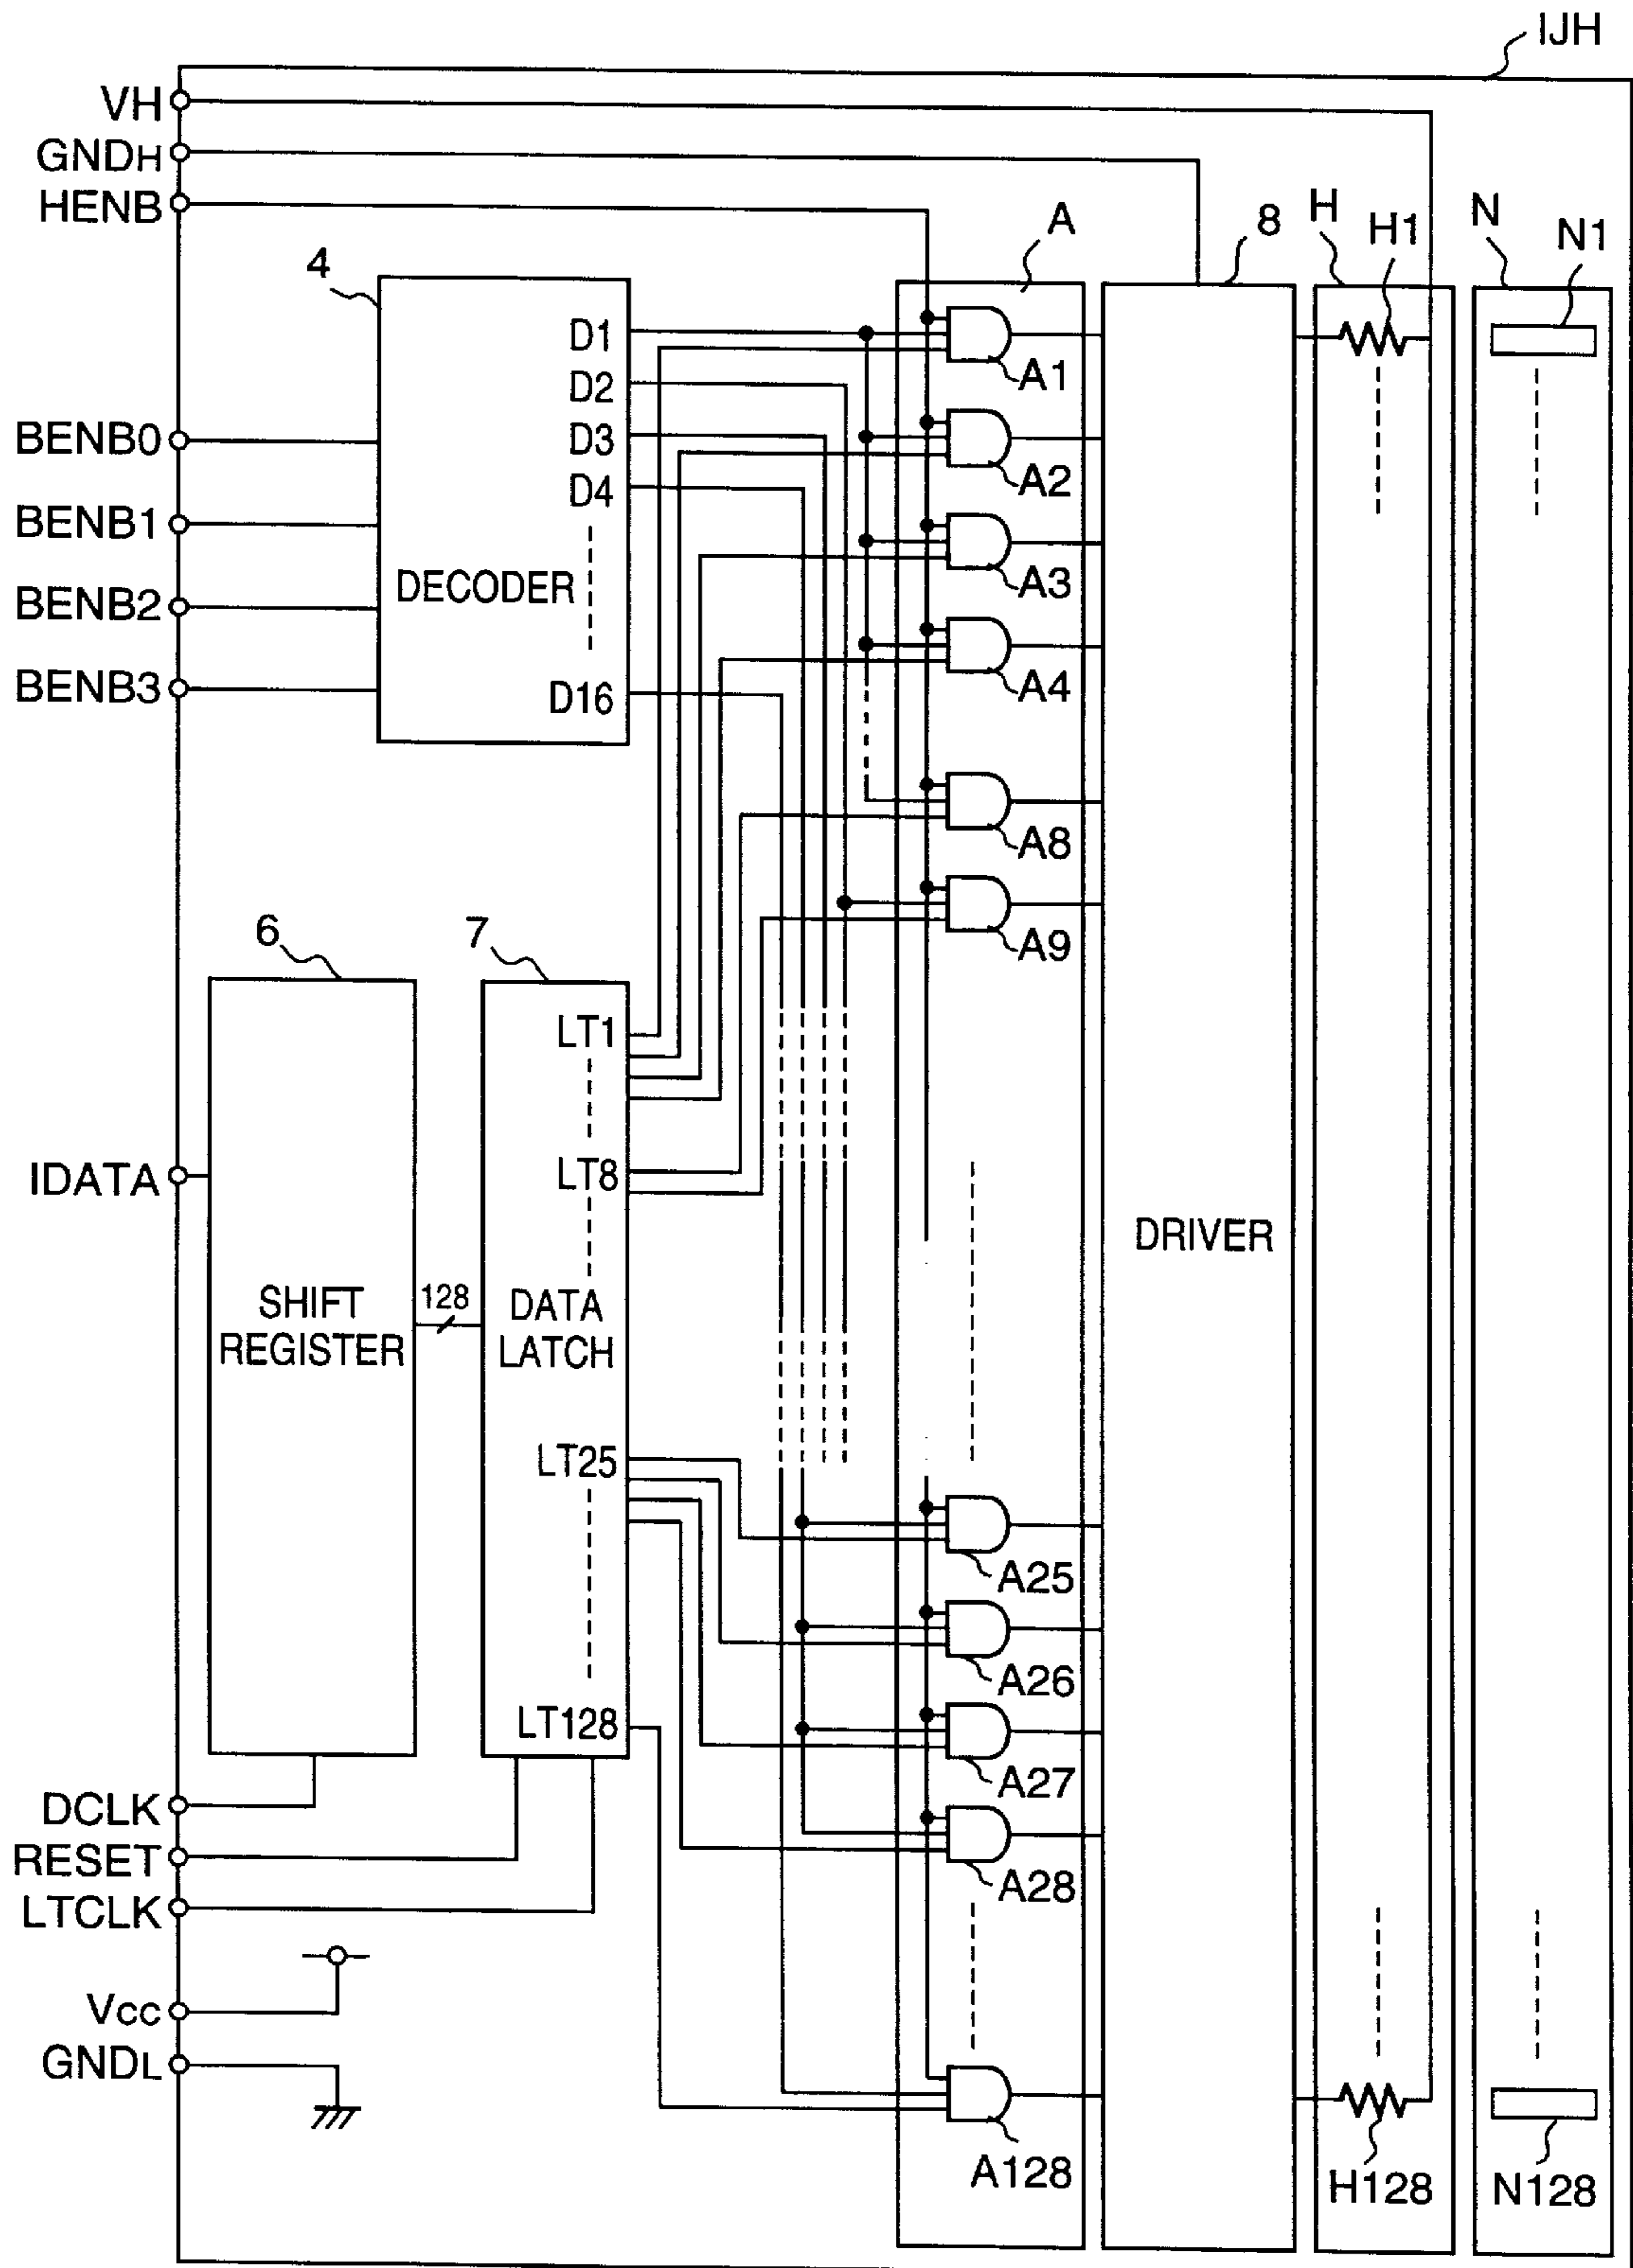 IJH
VH
GNDH
HENB
A
8
H
H1
N
N1
4
D1
D2
D3
D4
DECODER
D16
BENB0
BENB1
BENB2
BENB3
A1
A2
A3
A4
A8
A9
6
7
LT1
LT8
IDATA
SHIFT
REGISTER
128
DATA
LATCH
DRIVER
LT25
LT128
A25
A26
A27
A28
DCLK
RESET
LTCLK
Vcc
GNDL
A128
H128
N128